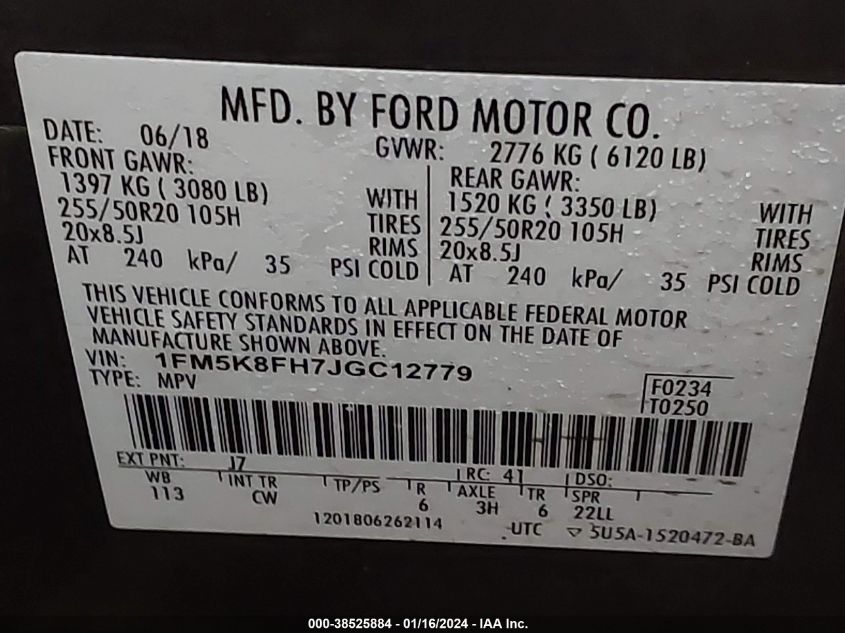 MFD. BY FORD MOTOR CO.
DATE: 06/18 GVWR: 2776 KG ( 6120 LB)
FRONT GAWR: REAR GAWR:
1397 KG ( 3080 LB) WITH 1520 KG ( 3350 LB) WITH
255/50R20 105H TIRES 255/50R20 105H TIRES
20x8.5J RIMS 20x8.5J RIMS
AT 240 kPa/ 35 PSI COLD AT 240 kPa/ 35 PSI COLD
THIS VEHICLE CONFORMS TO ALL APPLICABLE FEDERAL MOTOR
VEHICLE SAFETY STANDARDS IN EFFECT ON THE DATE OF
MANUFACTURE SHOWN ABOVE.
VIN: 1FM5K8FH7JGC12779
TYPE: MPV F0234
T0250
EXT PNT: J7 RC: 41 DSO:
WB INT TR TP/PS R AXLE TR SPR
113 CW 6 3H 6 22LL
1201806262114 UTC 5U5A-1520472-BA
000-38525884 - 01/16/2024 - IAA Inc.